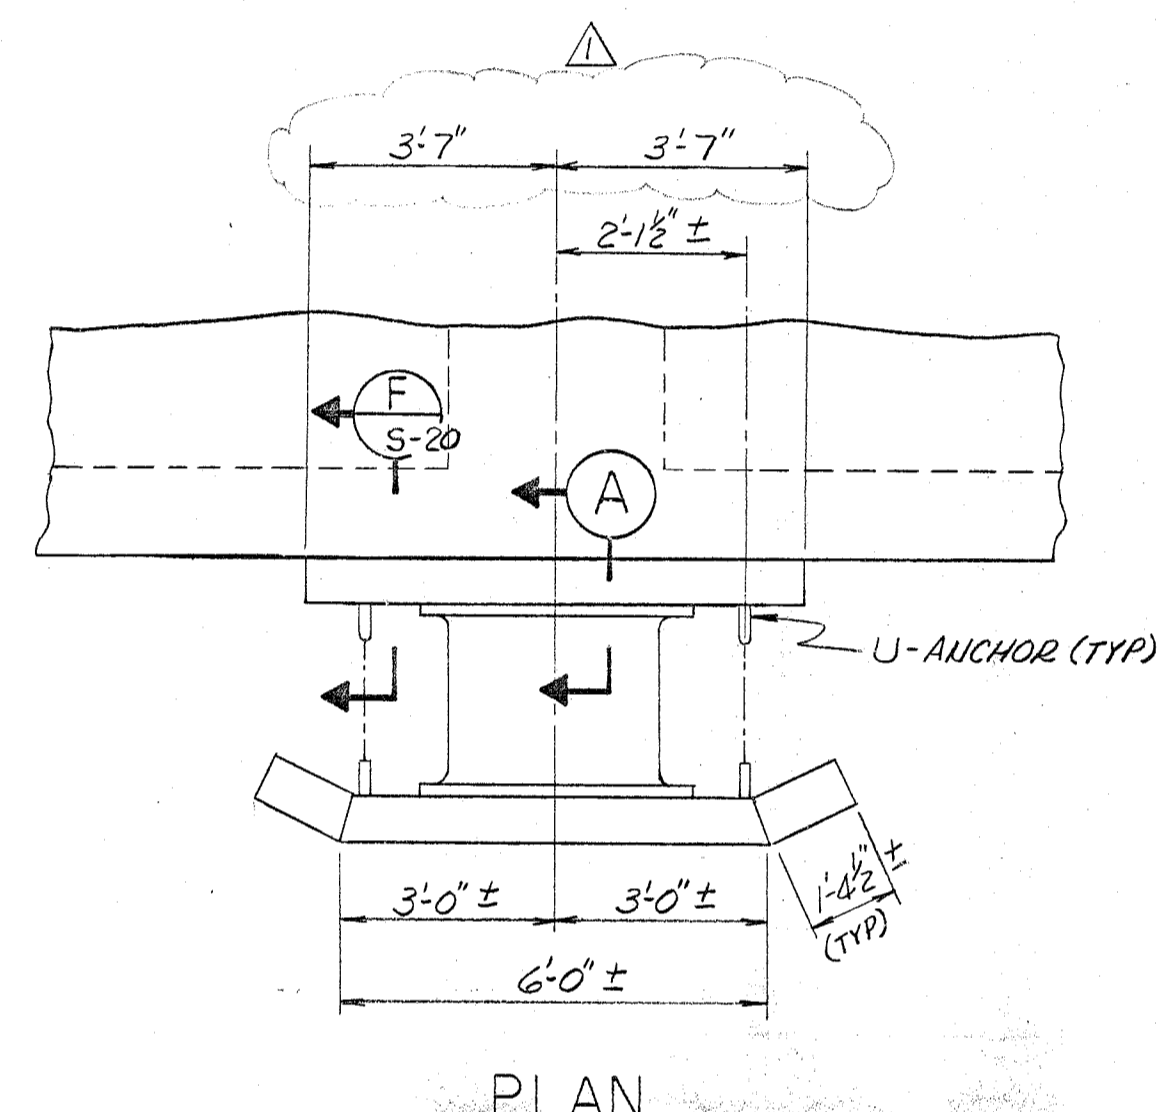 1
3'-7" 3'-7"
2'-1½" ±
F
S-20
A
U-ANCHOR (TYP)
1'-4½" ±
(TYP)
3'-0" ± 3'-0" ±
6'-0" ±
PLAN